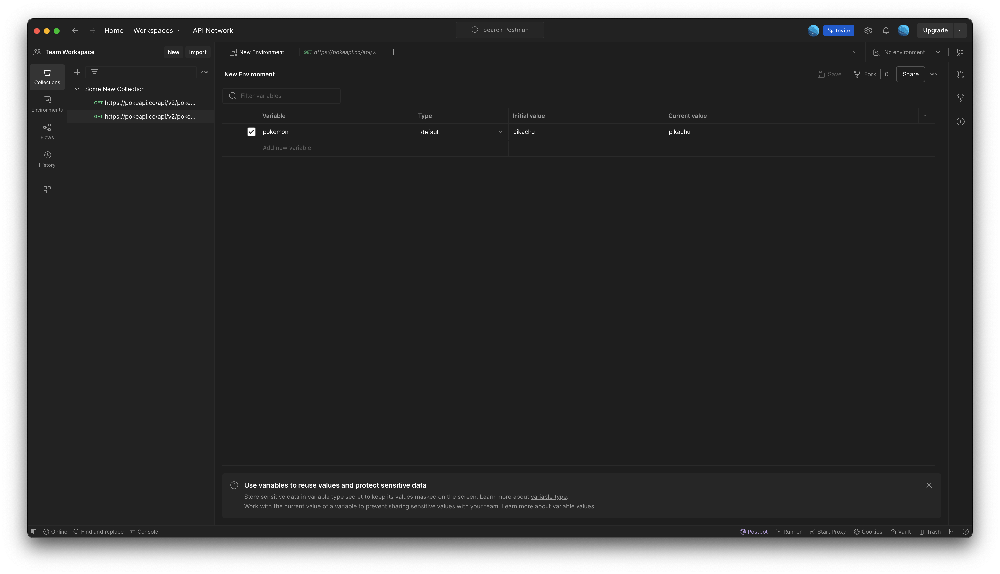 Home Workspaces API Network Search Postman Invite Upgrade
Team Workspace New Import New Environment GET https://pokeapi.co/api/v. No environment
Collections
Environments
Flows
History
Some New Collection
GET https://pokeapi.co/api/v2/poke...
GET https://pokeapi.co/api/v2/poke...
New Environment Save Fork 0 Share
Filter variables
Variable Type Initial value Current value
pokemon default pikachu pikachu
Add new variable
Use variables to reuse values and protect sensitive data
Store sensitive data in variable type secret to keep its values masked on the screen. Learn more about variable type.
Work with the current value of a variable to prevent sharing sensitive values with your team. Learn more about variable values.
Online Find and replace Console Postbot Runner Start Proxy Cookies Vault Trash